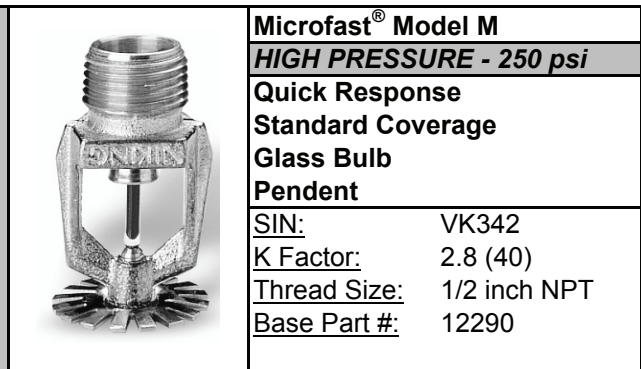 Microfast® Model M
HIGH PRESSURE - 250 psi
Quick Response
Standard Coverage
Glass Bulb
Pendent
SIN: VK342
K Factor: 2.8 (40)
Thread Size: 1/2 inch NPT
Base Part #: 12290
VIKING